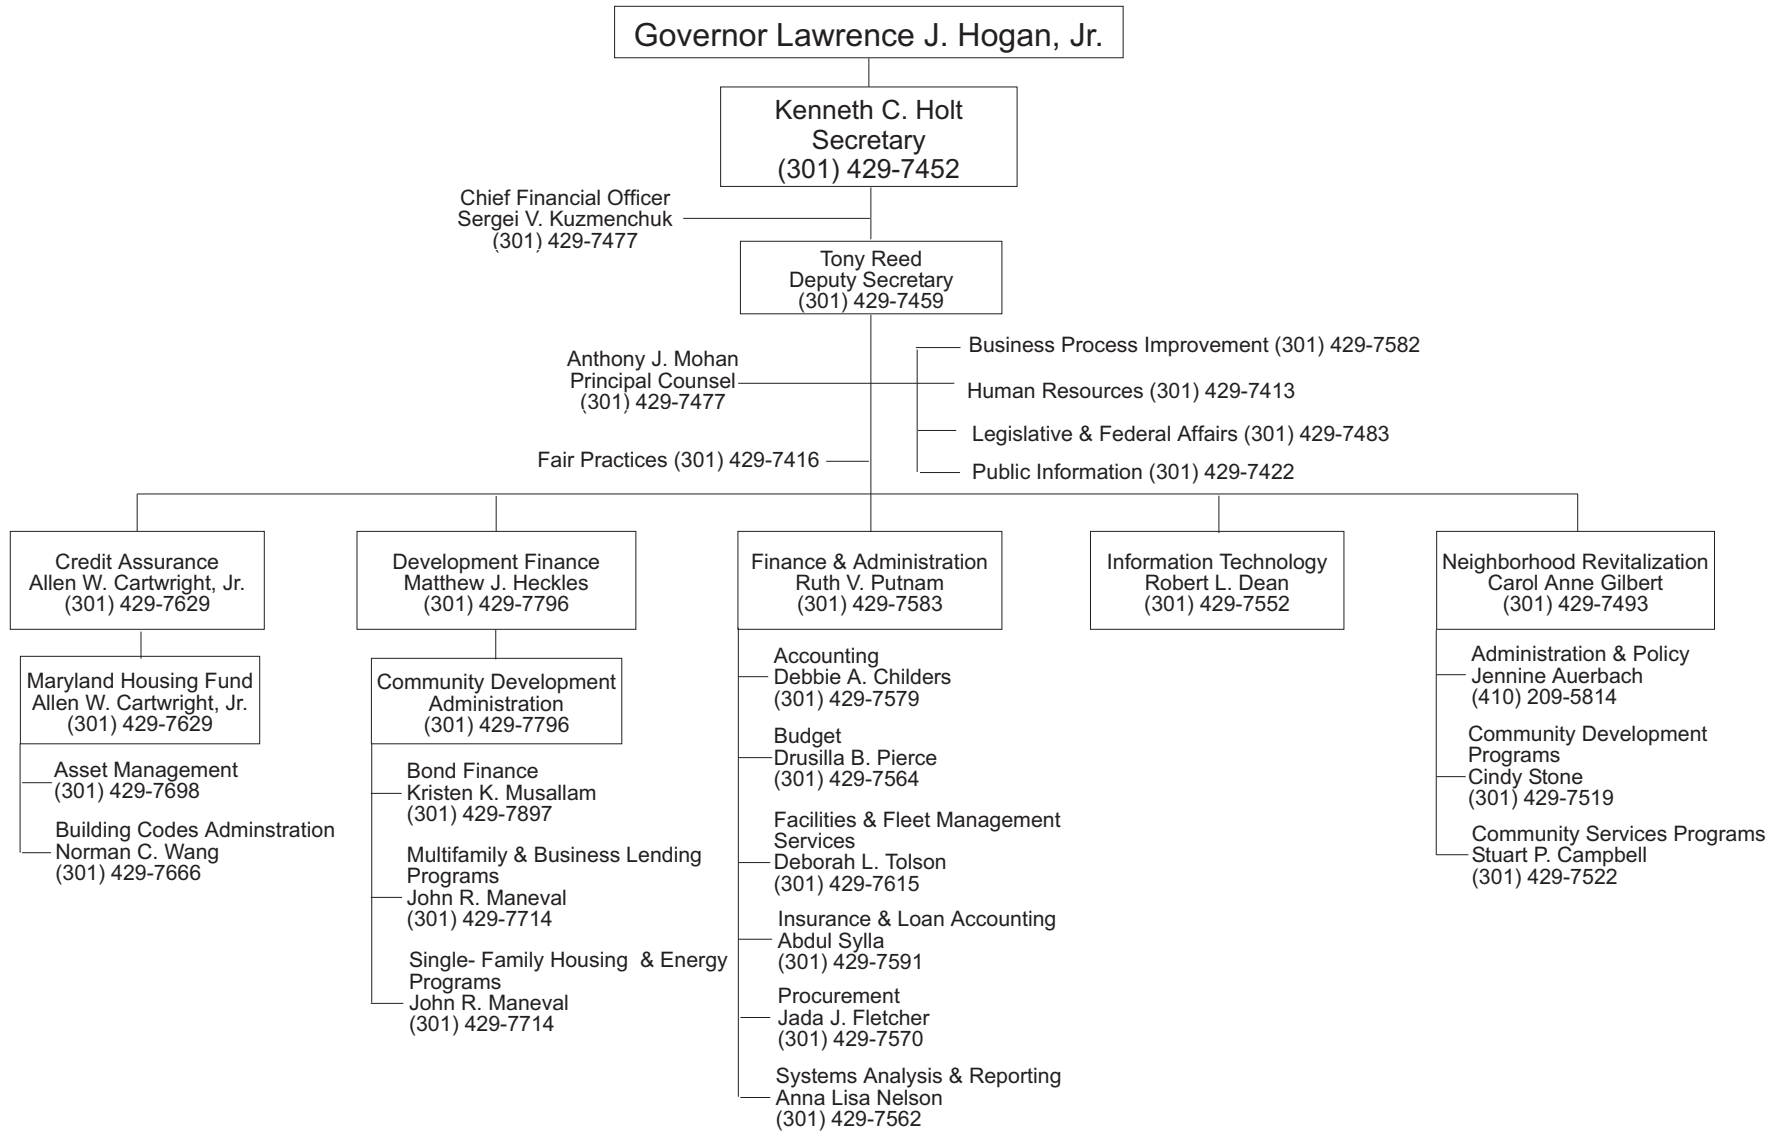 Governor Lawrence J. Hogan, Jr.
Kenneth C. Holt
Secretary
(301) 429-7452
Chief Financial Officer
Sergei V. Kuzmenchuk
(301) 429-7477
Tony Reed
Deputy Secretary
(301) 429-7459
Anthony J. Mohan
Principal Counsel
(301) 429-7477
Business Process Improvement (301) 429-7582
Human Resources (301) 429-7413
Legislative & Federal Affairs (301) 429-7483
Fair Practices (301) 429-7416
Public Information (301) 429-7422
Credit Assurance
Allen W. Cartwright, Jr.
(301) 429-7629
Maryland Housing Fund
Allen W. Cartwright, Jr.
(301) 429-7629
Asset Management
(301) 429-7698
Building Codes Adminstration
Norman C. Wang
(301) 429-7666
Development Finance
Matthew J. Heckles
(301) 429-7796
Community Development
Administration
(301) 429-7796
Bond Finance
Kristen K. Musallam
(301) 429-7897
Multifamily & Business Lending
Programs
John R. Maneval
(301) 429-7714
Single- Family Housing & Energy
Programs
John R. Maneval
(301) 429-7714
Finance & Administration
Ruth V. Putnam
(301) 429-7583
Accounting
Debbie A. Childers
(301) 429-7579
Budget
Drusilla B. Pierce
(301) 429-7564
Facilities & Fleet Management
Services
Deborah L. Tolson
(301) 429-7615
Insurance & Loan Accounting
Abdul Sylla
(301) 429-7591
Procurement
Jada J. Fletcher
(301) 429-7570
Systems Analysis & Reporting
Anna Lisa Nelson
(301) 429-7562
Information Technology
Robert L. Dean
(301) 429-7552
Neighborhood Revitalization
Carol Anne Gilbert
(301) 429-7493
Administration & Policy
Jennine Auerbach
(410) 209-5814
Community Development
Programs
Cindy Stone
(301) 429-7519
Community Services Programs
Stuart P. Campbell
(301) 429-7522